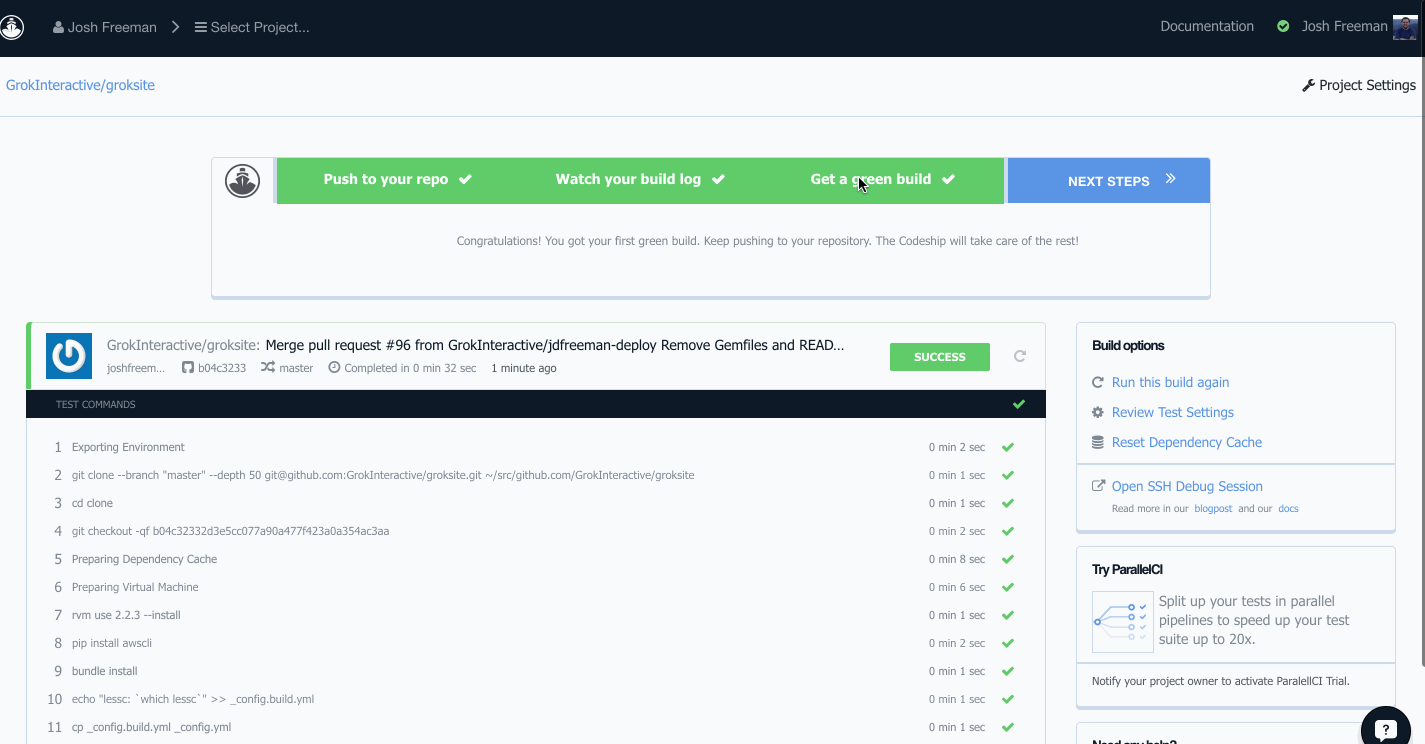 Josh Freeman
Select Project...
Documentation
Josh Freeman
GrokInteractive/groksite
Project Settings
Push to your repo
Watch your build log
Get a green build
NEXT STEPS
Congratulations! You got your first green build. Keep pushing to your repository. The Codeship will take care of the rest!
GrokInteractive/groksite: Merge pull request #96 from GrokInteractive/jdfreeman-deploy Remove Gemfiles and READ...
joshfreem... b04c3233 master Completed in 0 min 32 sec 1 minute ago
SUCCESS
TEST COMMANDS
1 Exporting Environment 0 min 2 sec
2 git clone --branch "master" --depth 50 git@github.com:GrokInteractive/groksite.git ~/src/github.com/GrokInteractive/groksite 0 min 1 sec
3 cd clone 0 min 1 sec
4 git checkout -qf b04c32332d3e5cc077a90a477f423a0a354ac3aa 0 min 2 sec
5 Preparing Dependency Cache 0 min 8 sec
6 Preparing Virtual Machine 0 min 6 sec
7 rvm use 2.2.3 --install 0 min 1 sec
8 pip install awscli 0 min 2 sec
9 bundle install 0 min 1 sec
10 echo "lessc: `which lessc`" >> _config.build.yml 0 min 1 sec
11 cp _config.build.yml _config.yml 0 min 1 sec
Build options
Run this build again
Review Test Settings
Reset Dependency Cache
Open SSH Debug Session
Read more in our blogpost and our docs
Try ParallelCI
Split up your tests in parallel
pipelines to speed up your test
suite up to 20x.
Notify your project owner to activate ParallelCI Trial.
Need any help?